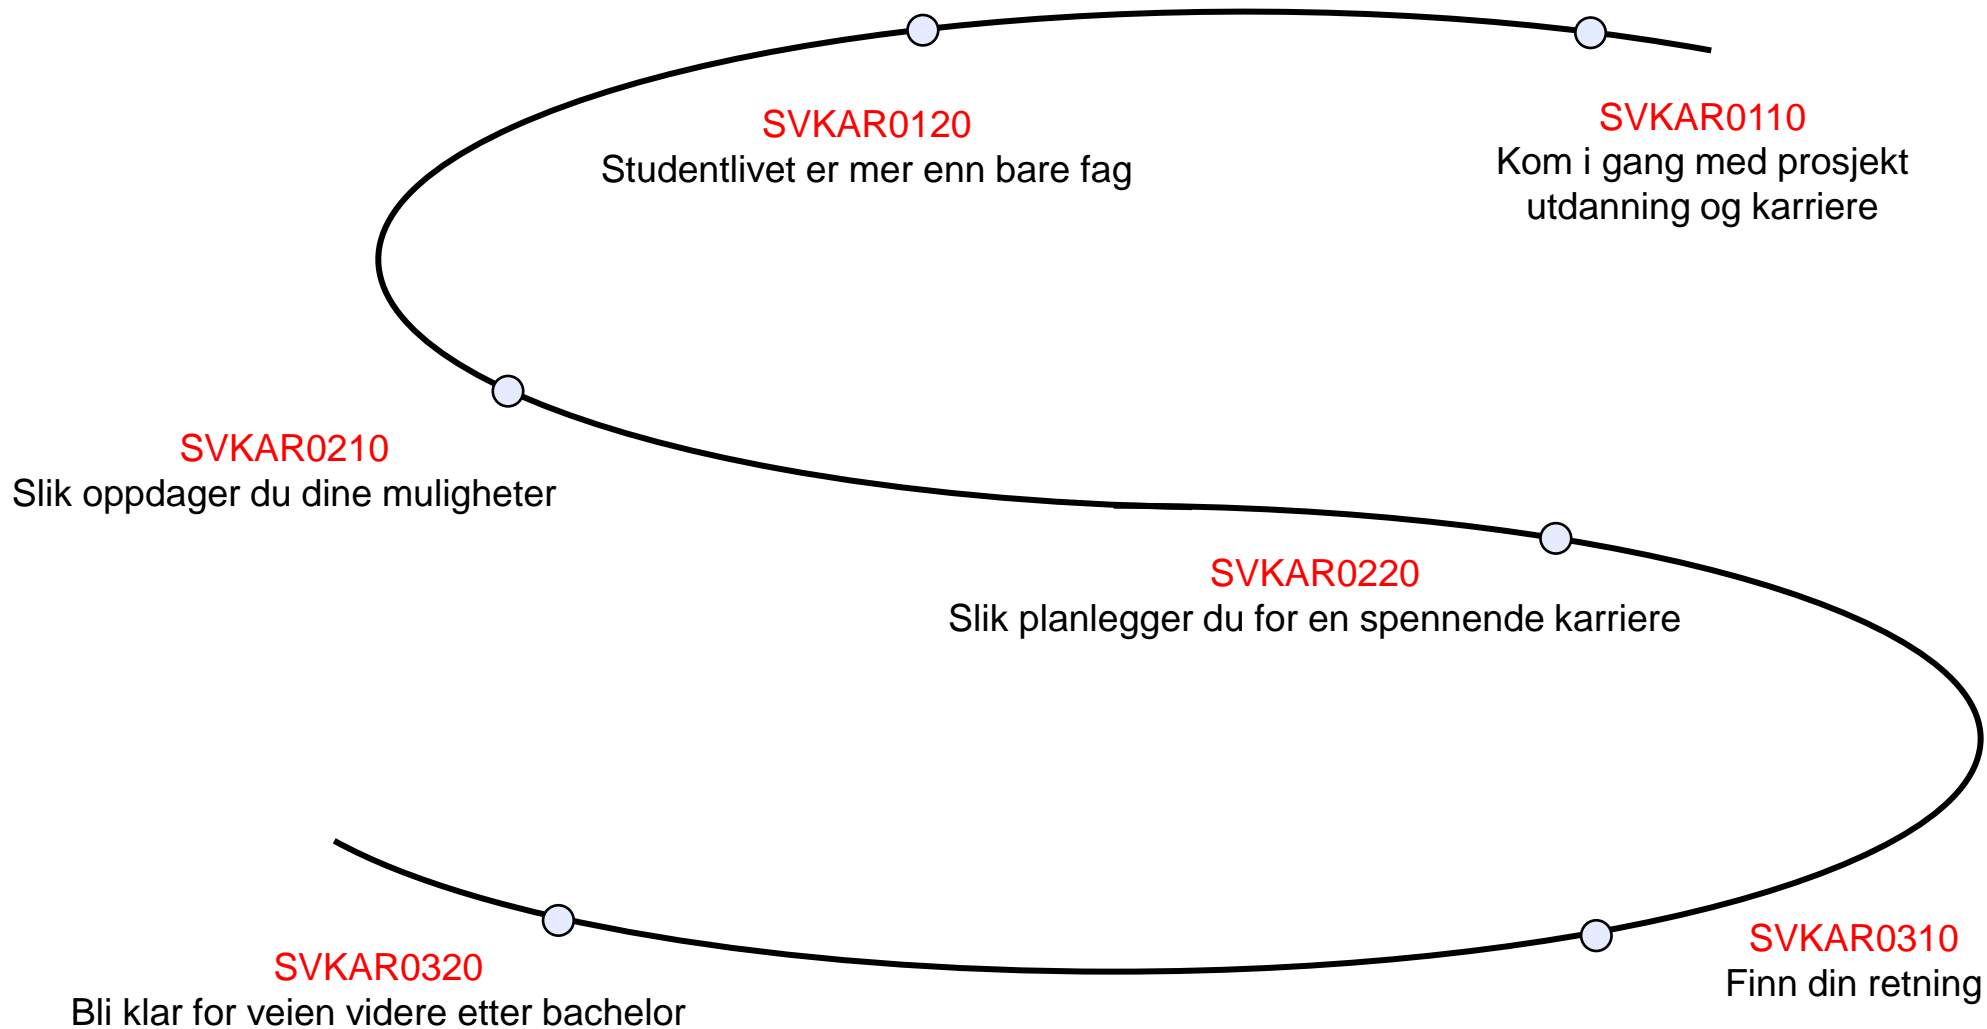 SVKAR0120
Studentlivet er mer enn bare fag
SVKAR0110
Kom i gang med prosjekt
utdanning og karriere
SVKAR0210
Slik oppdager du dine muligheter
SVKAR0220
Slik planlegger du for en spennende karriere
SVKAR0310
Finn din retning
SVKAR0320
Bli klar for veien videre etter bachelor